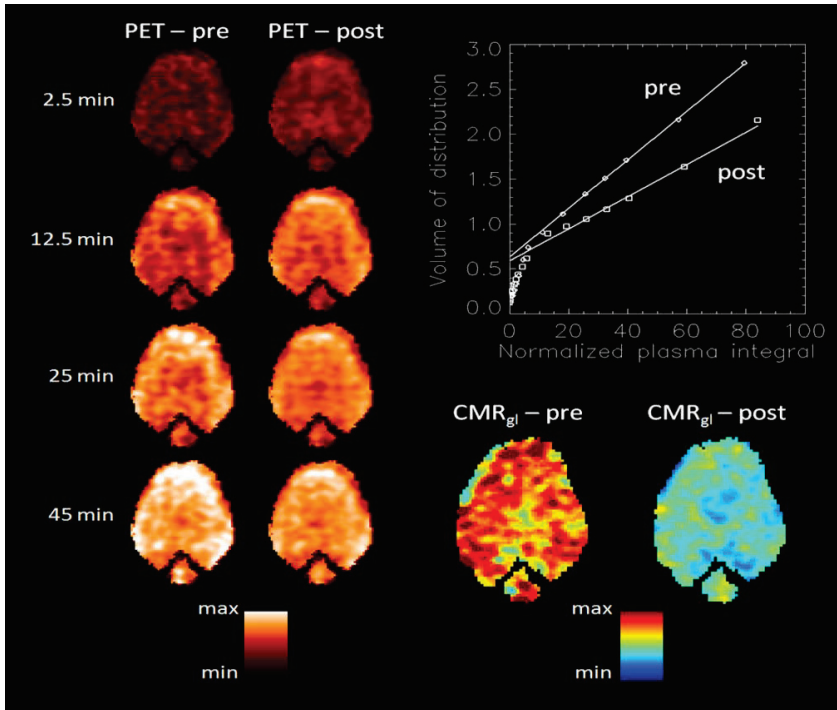 PET – pre
PET – post
2.5 min
12.5 min
25 min
45 min
max
min
3.0
2.5
2.0
1.5
1.0
0.5
0.0
Volume of distribution
pre
post
0
20
40
60
80
100
Normalized plasma integral
CMRgl – pre
CMRgl – post
max
min